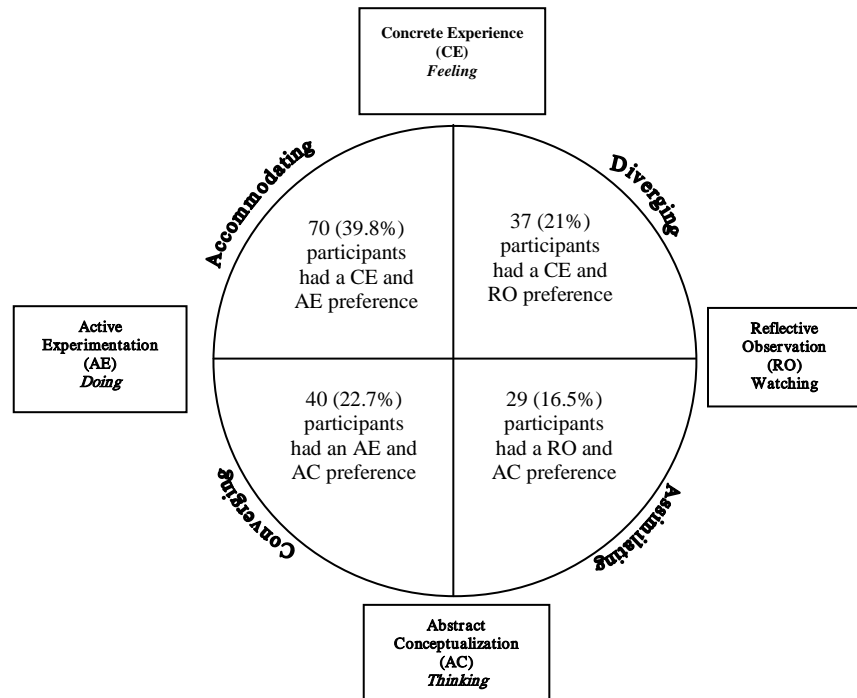 Concrete Experience
(CE)
Feeling
Accommodating
Diverging
70 (39.8%)
participants
had a CE and
AE preference
37 (21%)
participants
had a CE and
RO preference
Active
Experimentation
(AE)
Doing
Reflective
Observation
(RO)
Watching
40 (22.7%)
participants
had an AE and
AC preference
29 (16.5%)
participants
had a RO and
AC preference
Converging
Assimilating
Abstract
Conceptualization
(AC)
Thinking